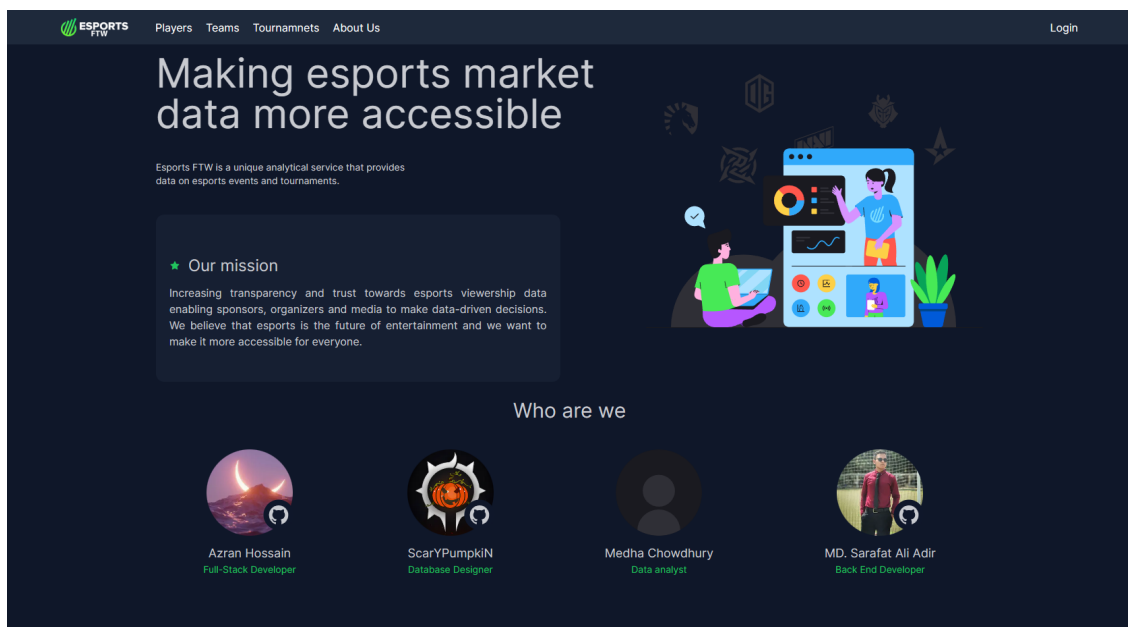 ESPORTS
FTW
Players Teams Tournamnets About Us Login
Making esports market
data more accessible
Esports FTW is a unique analytical service that provides
data on esports events and tournaments.
Our mission
Increasing transparency and trust towards esports viewership data
enabling sponsors, organizers and media to make data-driven decisions.
We believe that esports is the future of entertainment and we want to
make it more accessible for everyone.
Who are we
Azran Hossain
Full-Stack Developer
ScarYPumpkiN
Database Designer
Medha Chowdhury
Data analyst
MD. Sarafat Ali Adir
Back End Developer